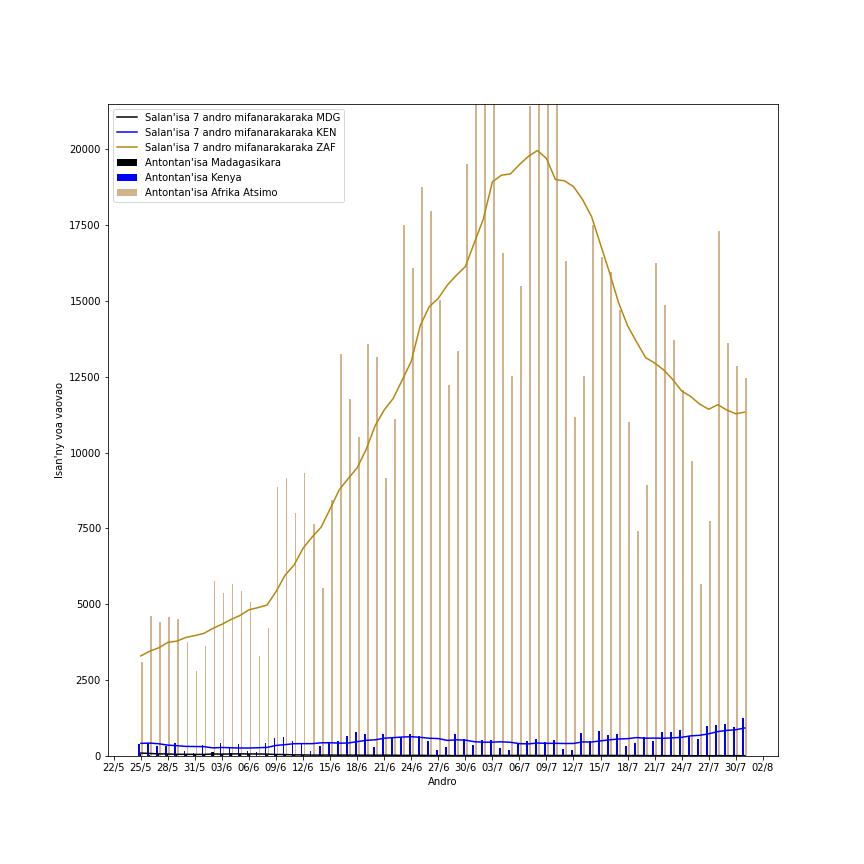 Salan'isa 7 andro mifanarakaraka MDG
Salan'isa 7 andro mifanarakaraka KEN
Salan'isa 7 andro mifanarakaraka ZAF
Antontan'isa Madagasikara
Antontan'isa Kenya
Antontan'isa Afrika Atsimo
20000
17500
15000
12500
10000
7500
5000
2500
0
Isan'ny voa vaovao
22/5 25/5 28/5 31/5 03/6 06/6 09/6 12/6 15/6 18/6 21/6 24/6 27/6 30/6 03/7 06/7 09/7 12/7 15/7 18/7 21/7 24/7 27/7 30/7 02/8
Andro